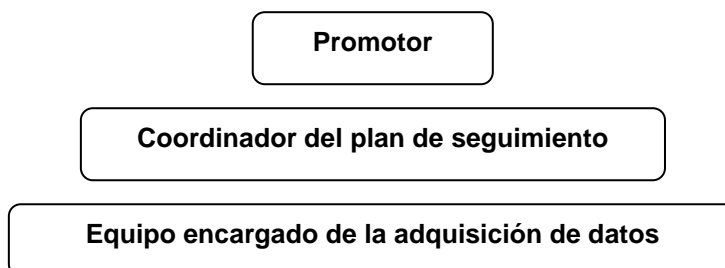 Promotor
Coordinador del plan de seguimiento
Equipo encargado de la adquisición de datos